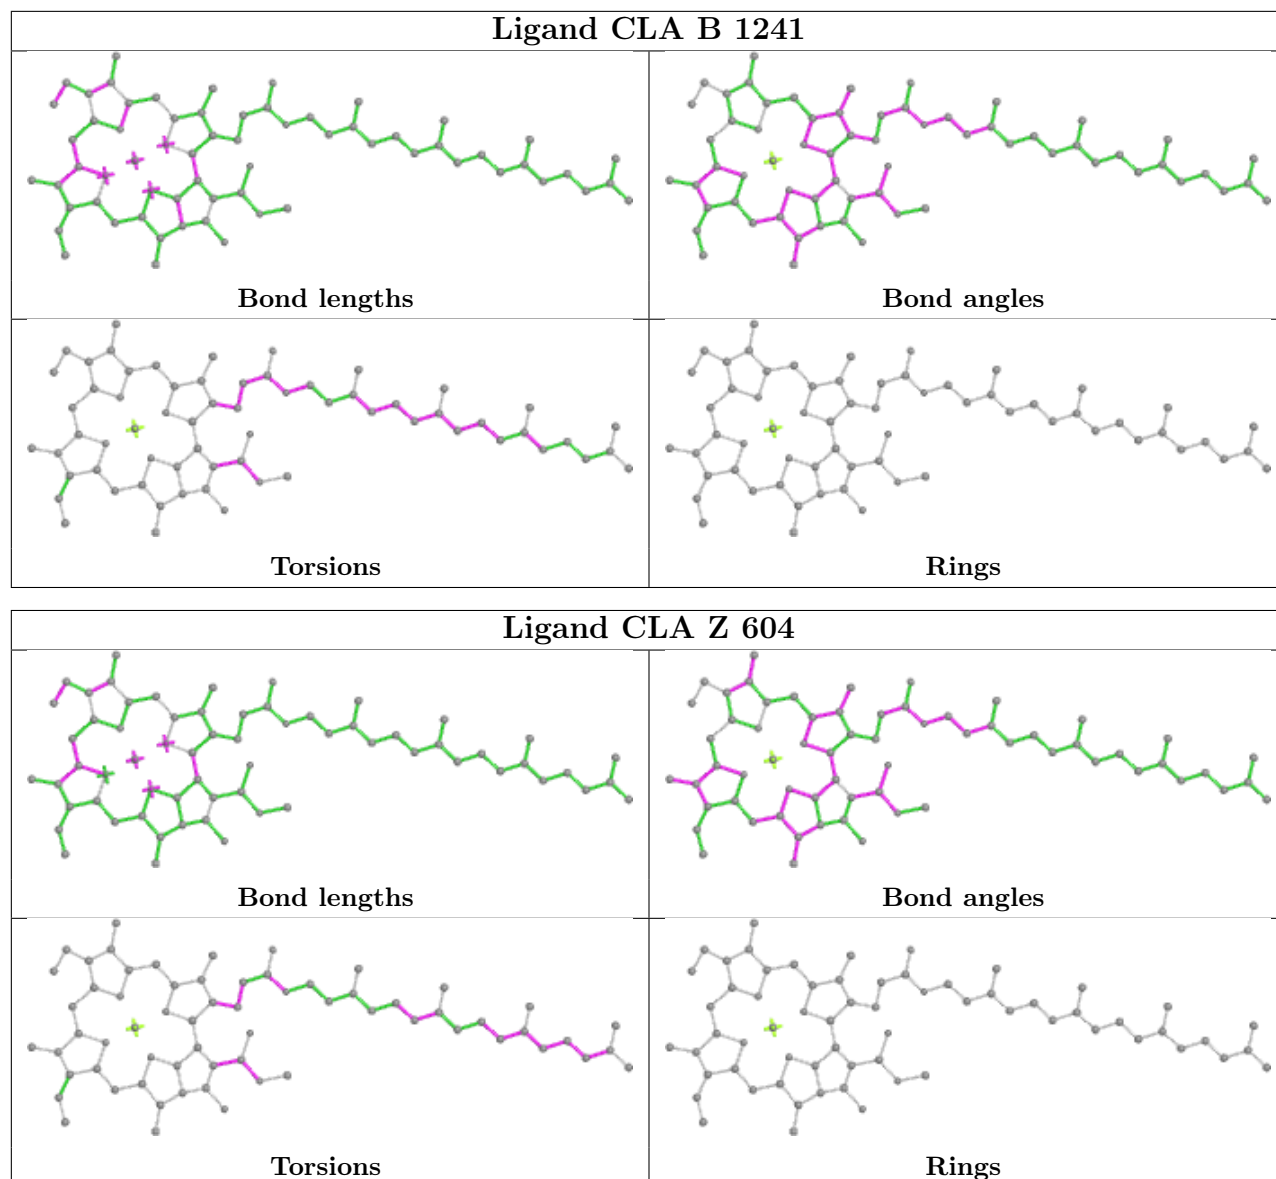 Ligand CLA B 1241
Bond lengths
Bond angles
Torsions
Rings
Ligand CLA Z 604
Bond lengths
Bond angles
Torsions
Rings